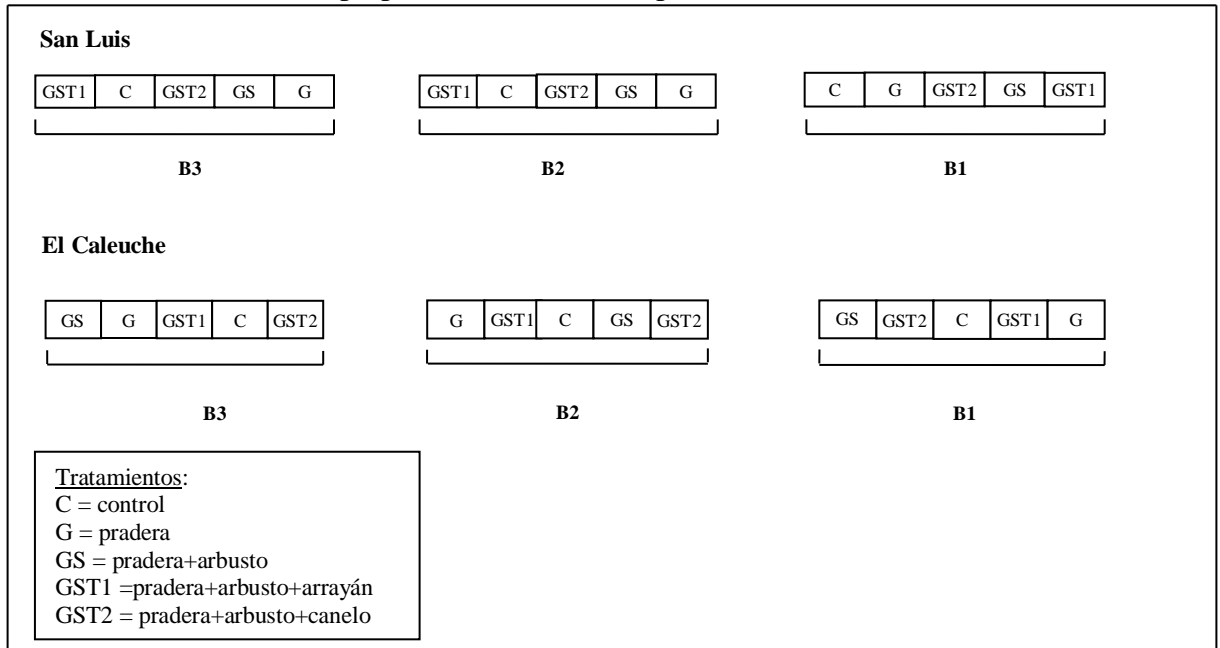 San Luis
GST1 C GST2 GS G
GST1 C GST2 GS G
C G GST2 GS GST1
B3 B2 B1
El Caleuche
GS G GST1 C GST2
G GST1 C GS GST2
GS GST2 C GST1 G
B3 B2 B1
Tratamientos:
C = control
G = pradera
GS = pradera+arbusto
GST1 =pradera+arbusto+arrayán
GST2 = pradera+arbusto+canelo